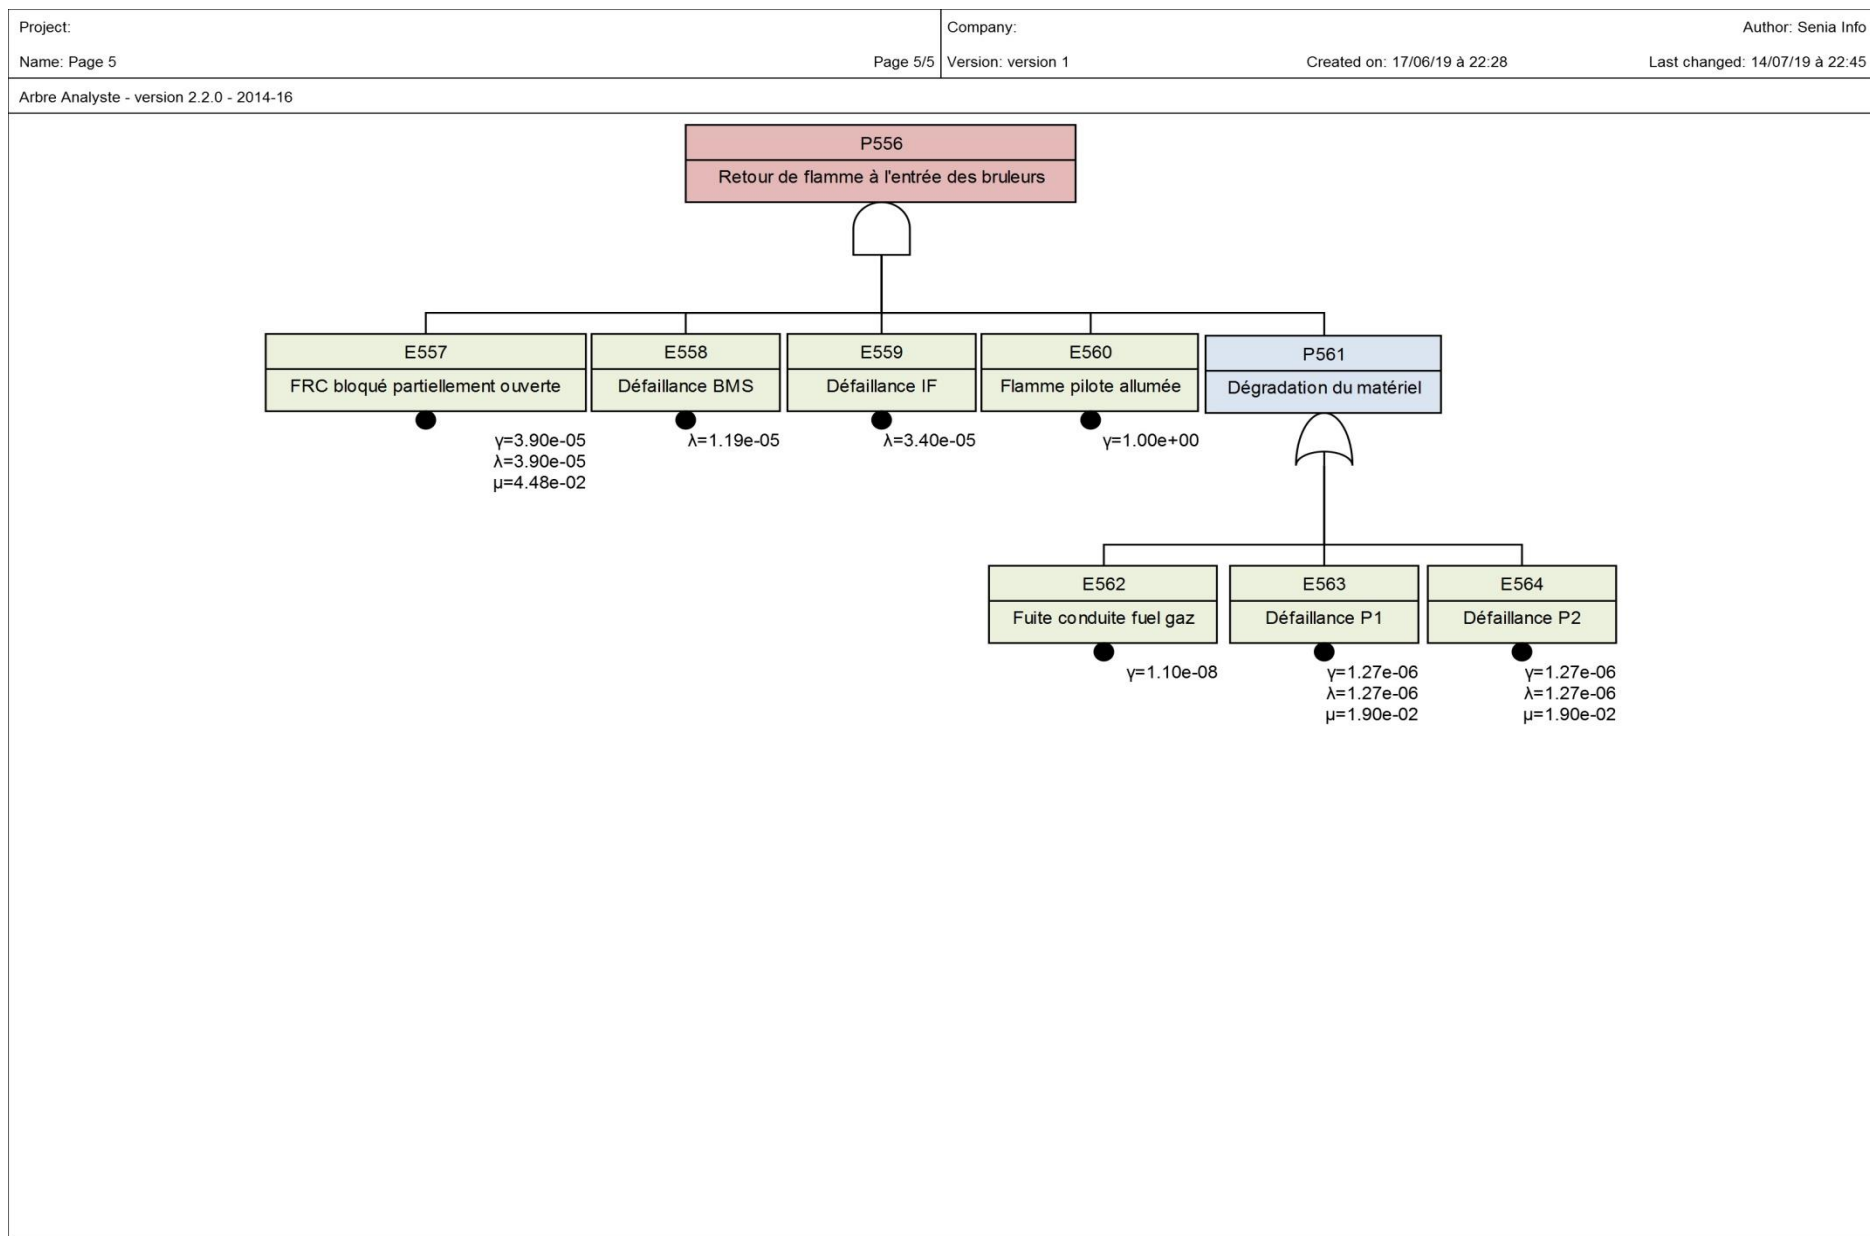 Project:
Company:
Author: Senia Info
Name: Page 5
Page 5/5
Version: version 1
Created on: 17/06/19 à 22:28
Last changed: 14/07/19 à 22:45
Arbre Analyste - version 2.2.0 - 2014-16
P556
Retour de flamme à l'entrée des bruleurs
E557
FRC bloqué partiellement ouverte
γ=3.90e-05
λ=3.90e-05
μ=4.48e-02
E558
Défaillance BMS
λ=1.19e-05
E559
Défaillance IF
λ=3.40e-05
E560
Flamme pilote allumée
γ=1.00e+00
P561
Dégradation du matériel
E562
Fuite conduite fuel gaz
γ=1.10e-08
E563
Défaillance P1
γ=1.27e-06
λ=1.27e-06
μ=1.90e-02
E564
Défaillance P2
γ=1.27e-06
λ=1.27e-06
μ=1.90e-02